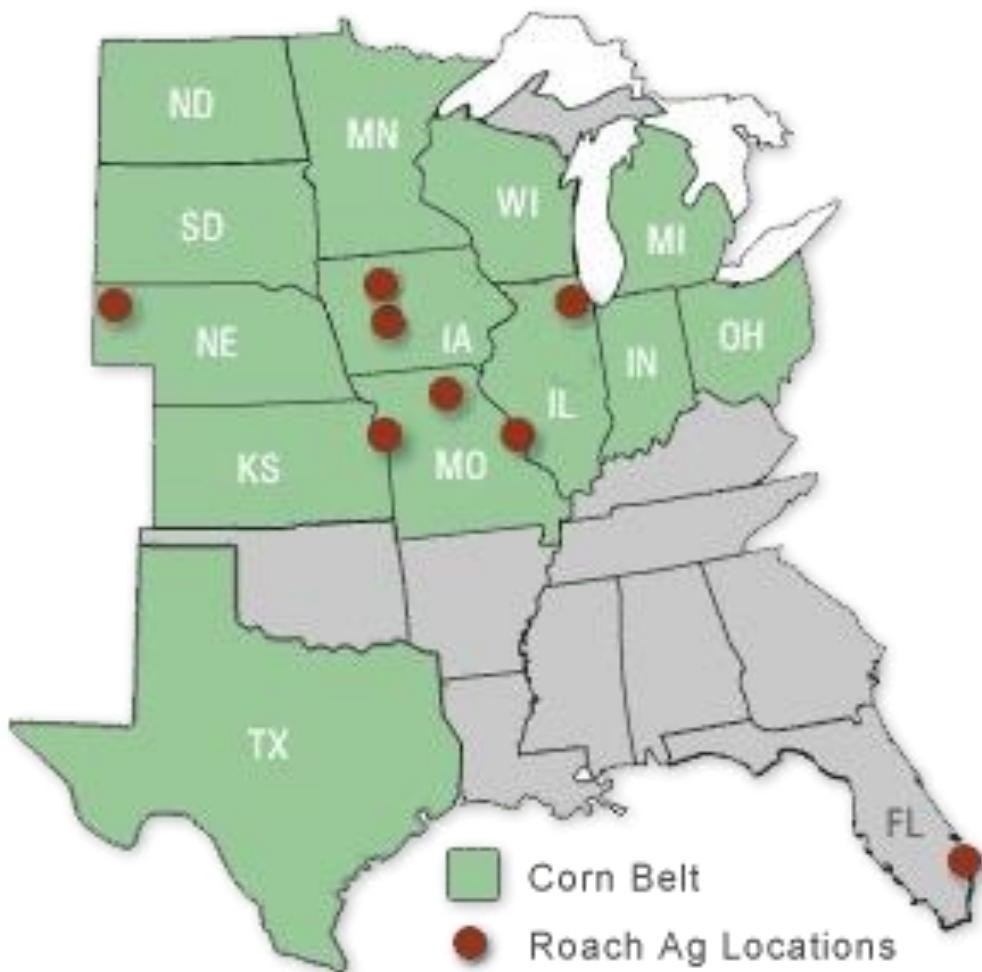 ND
MN
WI
SD
MI
NE
IA
IL
IN
OH
KS
MO
TX
FL
Corn Belt
Roach Ag Locations